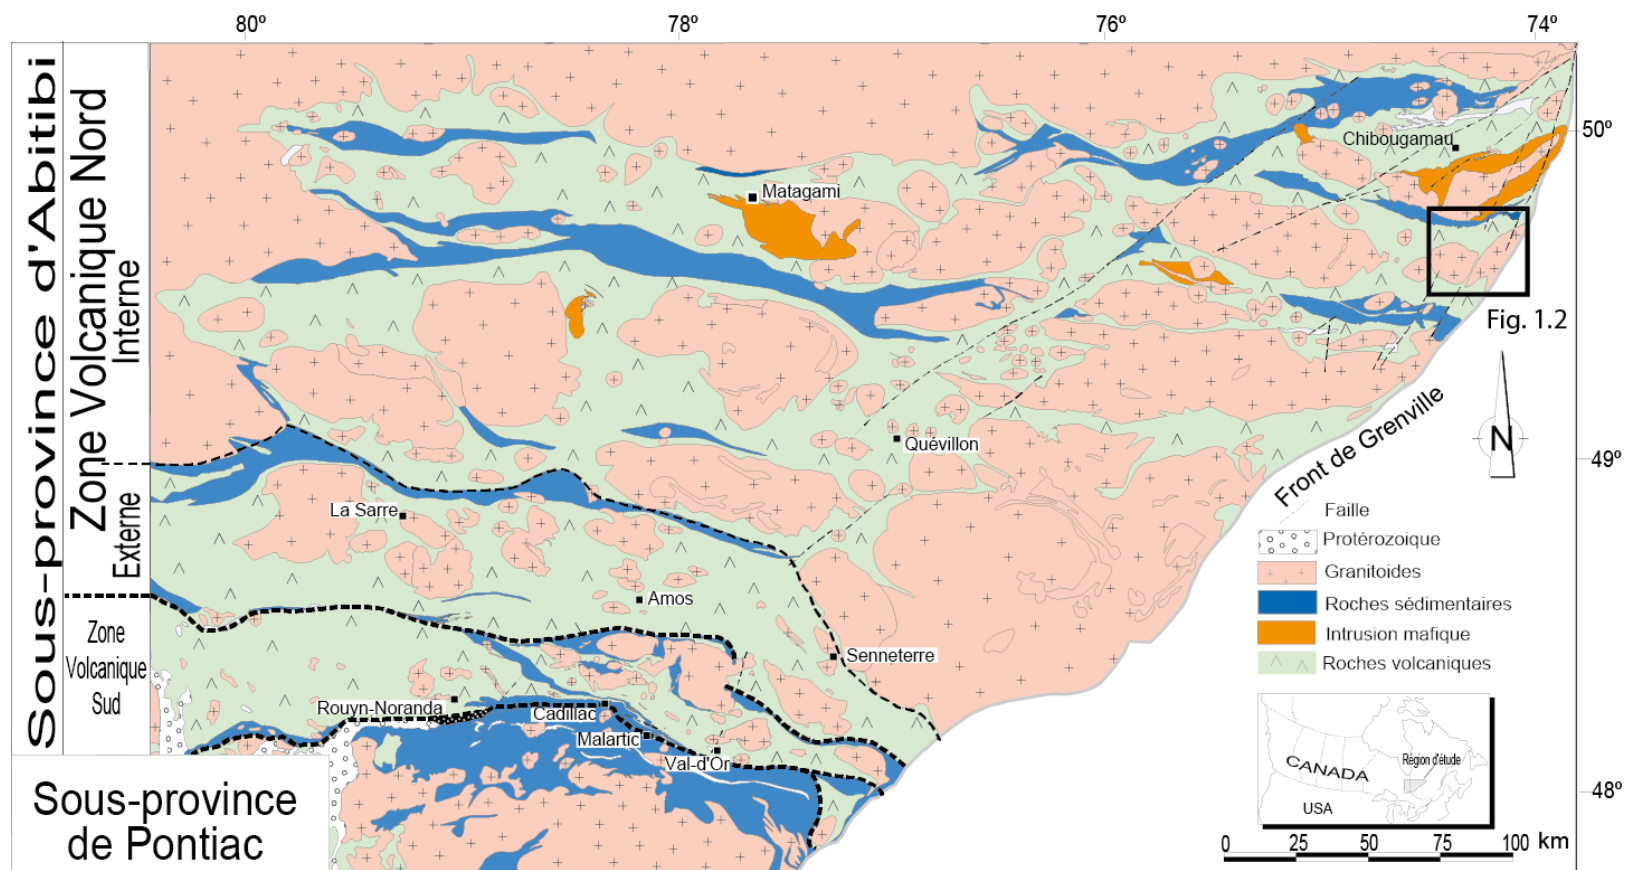 80º
78º
76º
74º
Sous-province d'Abitibi
Zone Volcanique Nord
Interne
Externe
Zone
Volcanique
Sud
Chibougamau
50º
Matagami
Fig. 1.2
N
Quévillon
49º
Front de Grenville
La Sarre
Amos
Senneterre
Rouyn-Noranda
Cadillac
Malartic
Val-d'Or
48º
Faille
Protérozoique
Granitoides
Roches sédimentaires
Intrusion mafique
Roches volcaniques
Région d'étude
CANADA
USA
0 25 50 75 100 km
Sous-province
de Pontiac